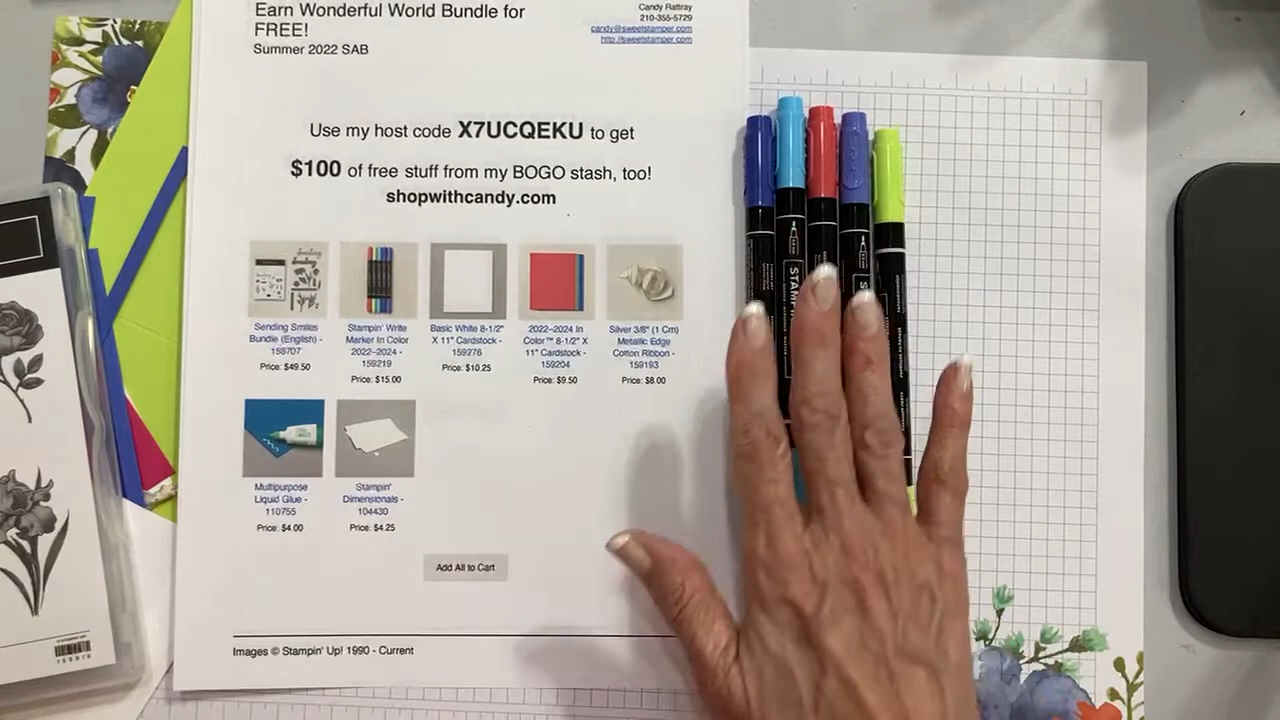 Earn Wonderful World Bundle for
FREE!
Summer 2022 SAB
Candy Rattray
210-355-5729
candy@sweetstamper.com
http://sweetstamper.com
Use my host code X7UCQEKU to get
$100 of free stuff from my BOGO stash, too!
shopwithcandy.com
Sending Smiles
Bundle (English) -
158707
Price: $49.50
Stampin' Write
Marker In Color
2022–2024 -
159219
Price: $15.00
Basic White 8-1/2"
X 11" Cardstock -
159276
Price: $10.25
2022–2024 In
Color™ 8-1/2" X
11" Cardstock -
159204
Price: $9.50
Silver 3/8" (1 Cm)
Metallic Edge
Cotton Ribbon -
159193
Price: $8.00
Multipurpose
Liquid Glue -
110755
Price: $4.00
Stampin'
Dimensionals -
104430
Price: $4.25
Add All to Cart
Images © Stampin' Up! 1990 - Current
STAMP